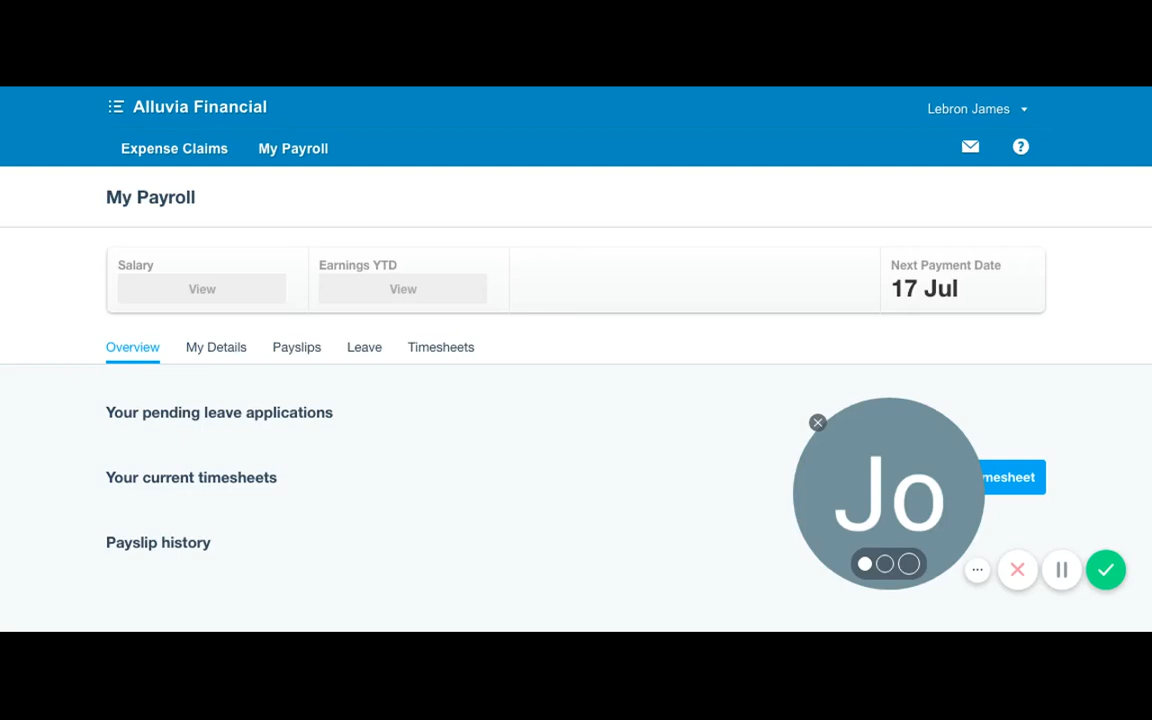 Alluvia Financial
Lebron James
Expense Claims My Payroll
?
My Payroll
Salary Earnings YTD Next Payment Date
View View 17 Jul
Overview My Details Payslips Leave Timesheets
Your pending leave applications
Your current timesheets
Jo
Payslip history